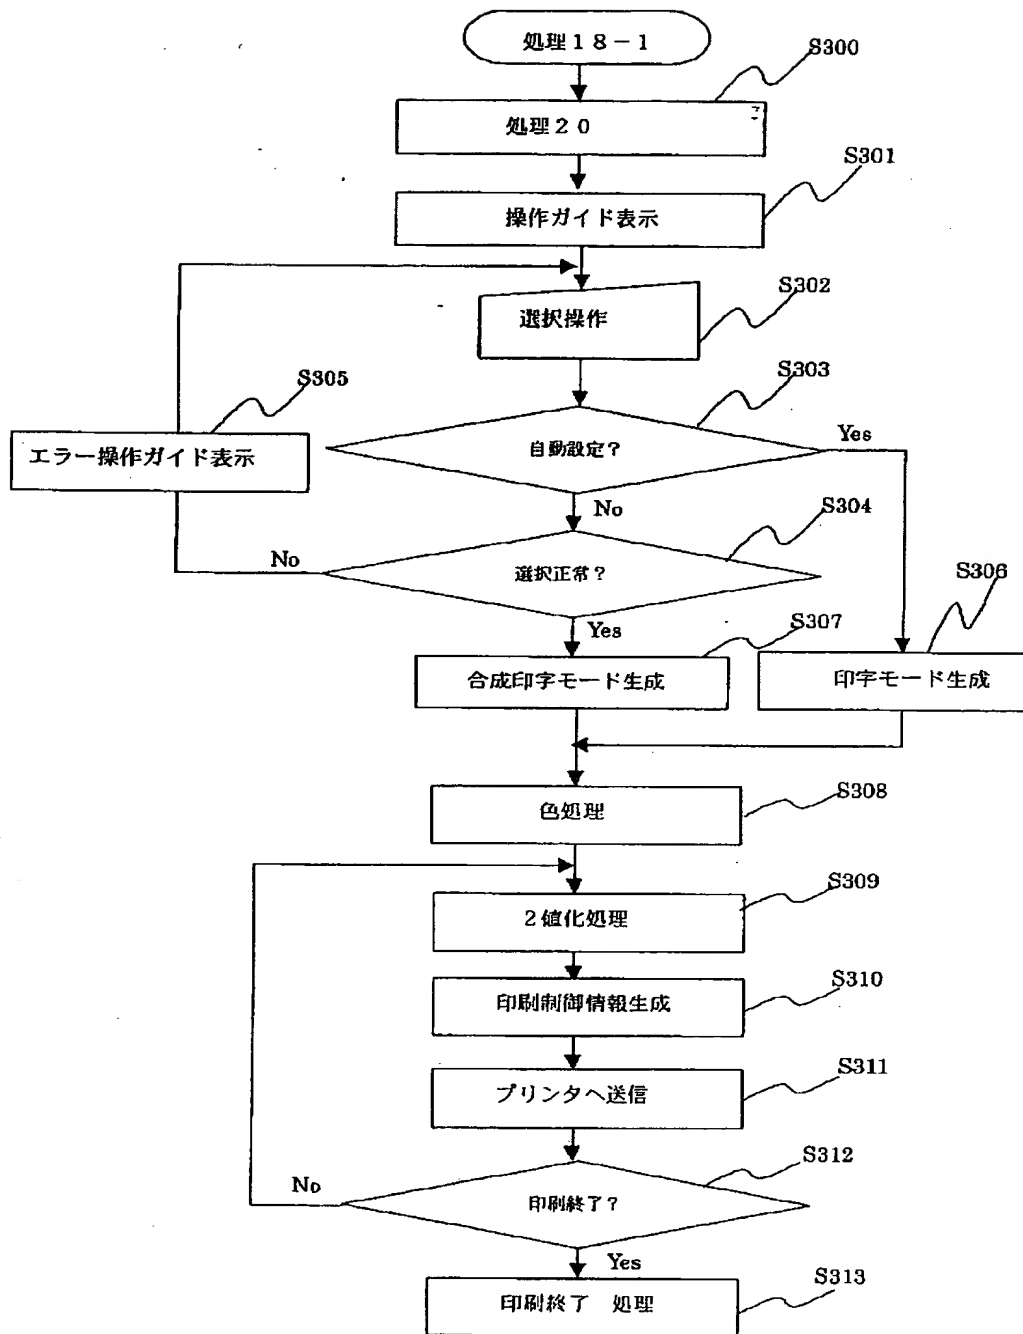 処理18-1
S300
処理20
S301
操作ガイド表示
S302
選択操作
S303
自動設定?
Yes
S305
エラー操作ガイド表示
No
S304
選択正常?
No
Yes
S306
印字モード生成
S307
合成印字モード生成
S308
色処理
S309
2値化処理
S310
印刷制御情報生成
S311
プリンタへ送信
S312
印刷終了?
No
Yes
S313
印刷終了 処理